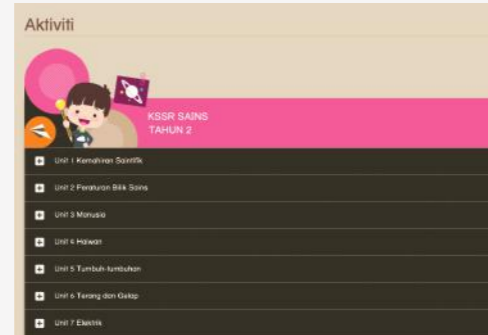 Aktiviti
KSSR SAINS
TAHUN 2
Unit 1 Kemahiran Saintifik
Unit 2 Peraturan Bilik Sains
Unit 3 Manusia
Unit 4 Haiwan
Unit 5 Tumbuh-tumbuhan
Unit 6 Terang dan Gelap
Unit 7 Elektrik